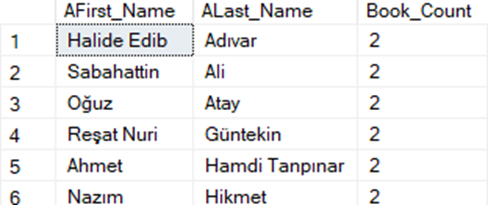 AFirst_Name ALast_Name Book_Count
1 Halide Edib Adıvar 2
2 Sabahattin Ali 2
3 Oğuz Atay 2
4 Reşat Nuri Güntekin 2
5 Ahmet Hamdi Tanpınar 2
6 Nazım Hikmet 2